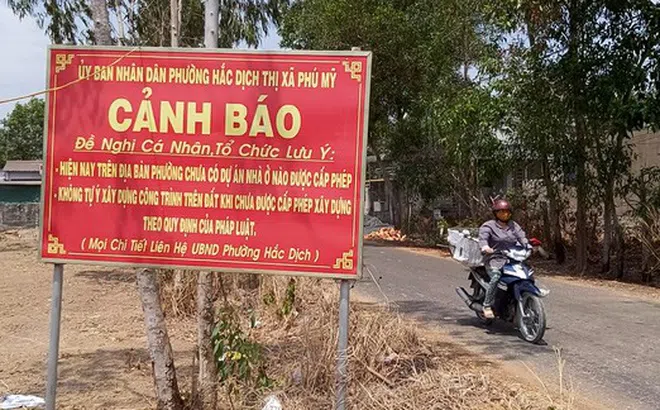 ỦY BAN NHÂN DÂN PHƯỜNG HẮC DỊCH THỊ XÃ PHÚ MỸ
CẢNH BÁO
Đề Nghị Cá Nhân,Tổ Chức Lưu Ý:
- HIỆN NAY TRÊN ĐỊA BÀN PHƯỜNG CHƯA CÓ DỰ ÁN NHÀ Ở NÀO ĐƯỢC CẤP PHÉP
- KHÔNG TỰ Ý XÂY DỰNG CÔNG TRÌNH TRÊN ĐẤT KHI CHƯA ĐƯỢC CẤP PHÉP XÂY DỰNG
THEO QUY ĐỊNH CỦA PHÁP LUẬT.
( Mọi Chi Tiết Liên Hệ UBND Phường Hắc Dịch )